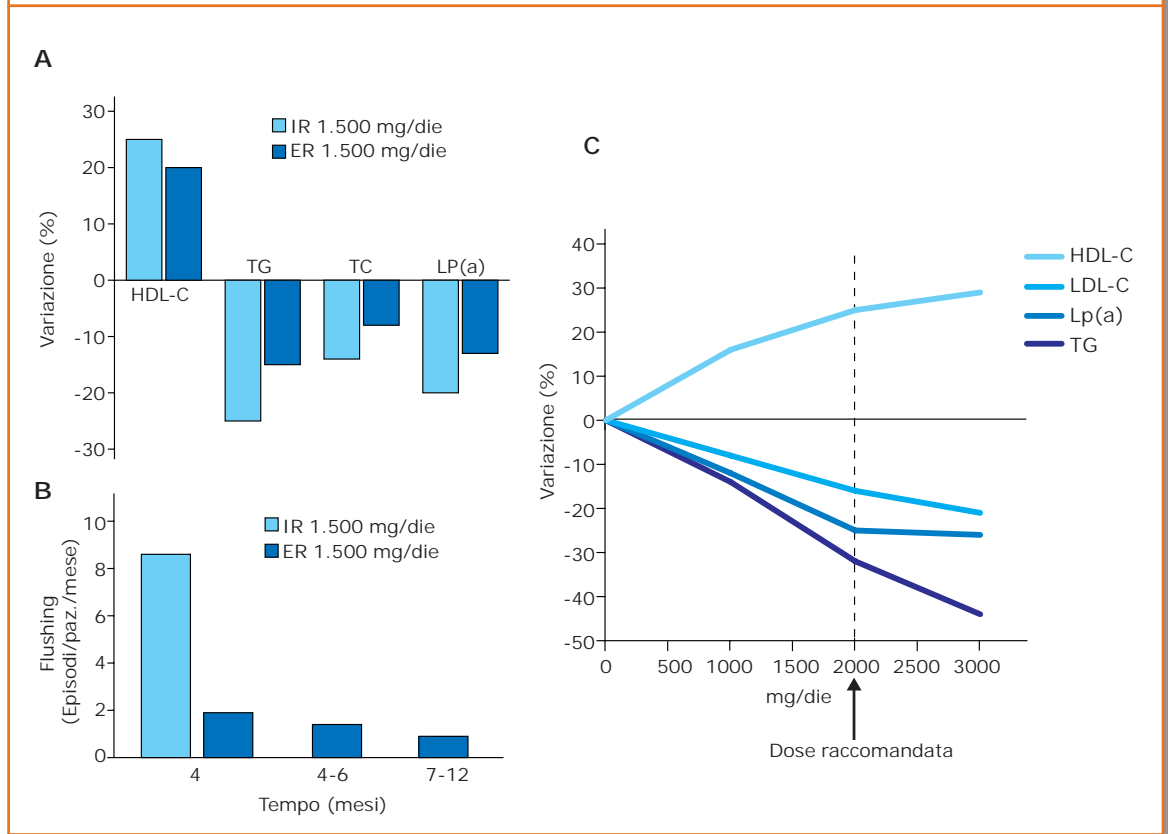 A
30
20
10
0
-10
-20
-30
Variazione (%)
IR 1.500 mg/die
ER 1.500 mg/die
HDL-C
TG
TC
LP(a)
B
10
8
6
4
2
0
Flushing
(Episodi/paz./mese)
IR 1.500 mg/die
ER 1.500 mg/die
4
4-6
7-12
Tempo (mesi)
C
40
30
20
10
0
-10
-20
-30
-40
-50
Variazione (%)
HDL-C
LDL-C
Lp(a)
TG
0 500 1000 1500 2000 2500 3000
mg/die
Dose raccomandata